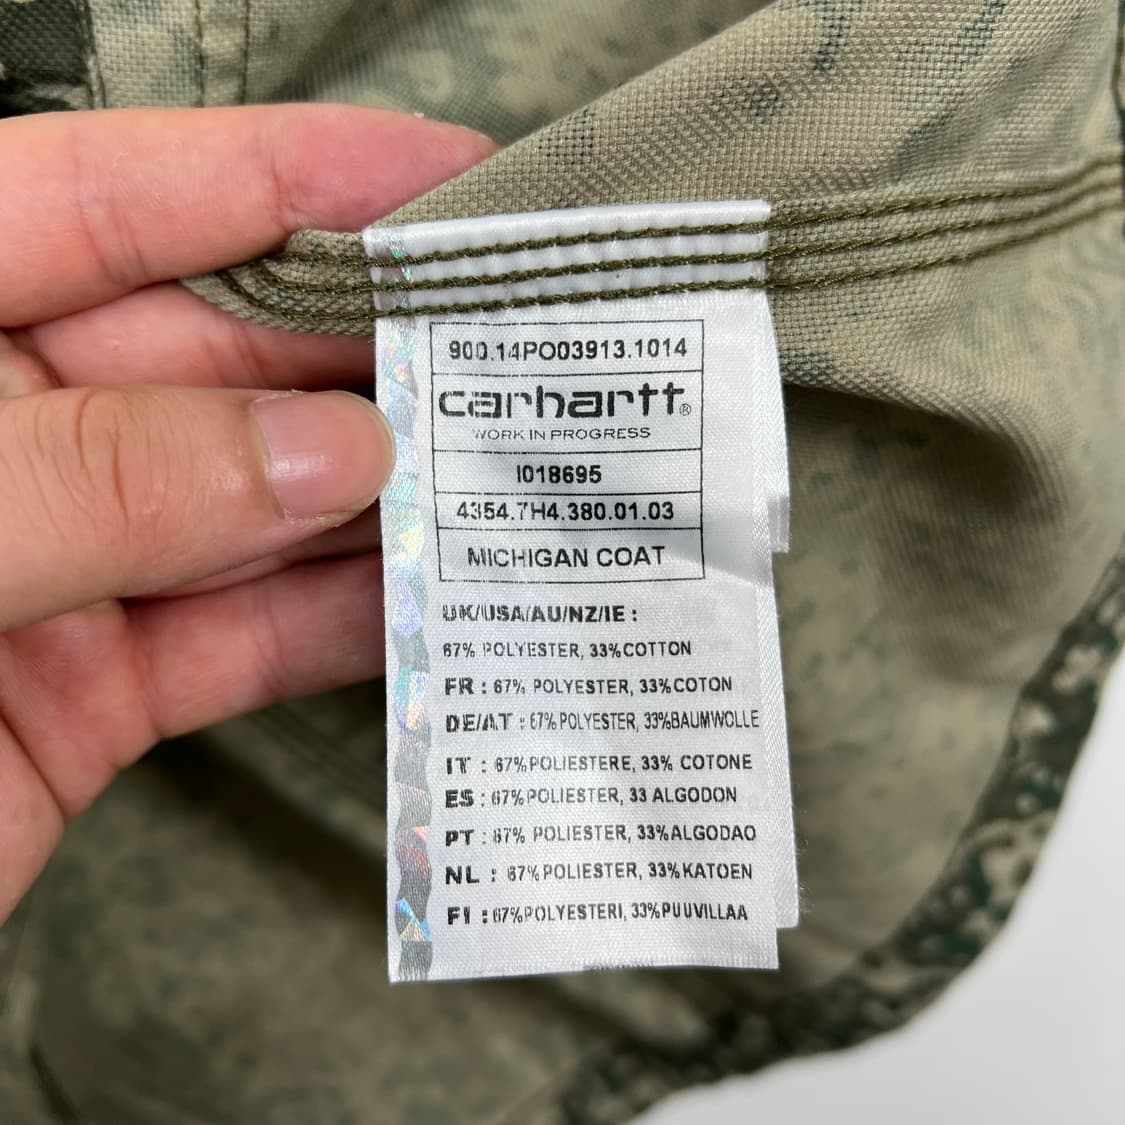 900.14PO03913.1014
carhartt®
WORK IN PROGRESS
I018695
4354.7H4.380.01.03
MICHIGAN COAT
UK/USA/AU/NZ/IE :
67% POLYESTER, 33%COTTON
FR : 67% POLYESTER, 33%COTON
DE/AT : 67%POLYESTER, 33%BAUMWOLLE
IT : 67%POLIESTERE, 33% COTONE
ES : 67%POLIESTER, 33 ALGODON
PT : 67% POLIESTER, 33%ALGODAO
NL : 67%POLIESTER, 33%KATOEN
FI : 67%POLYESTERI, 33%PUUVILLAA